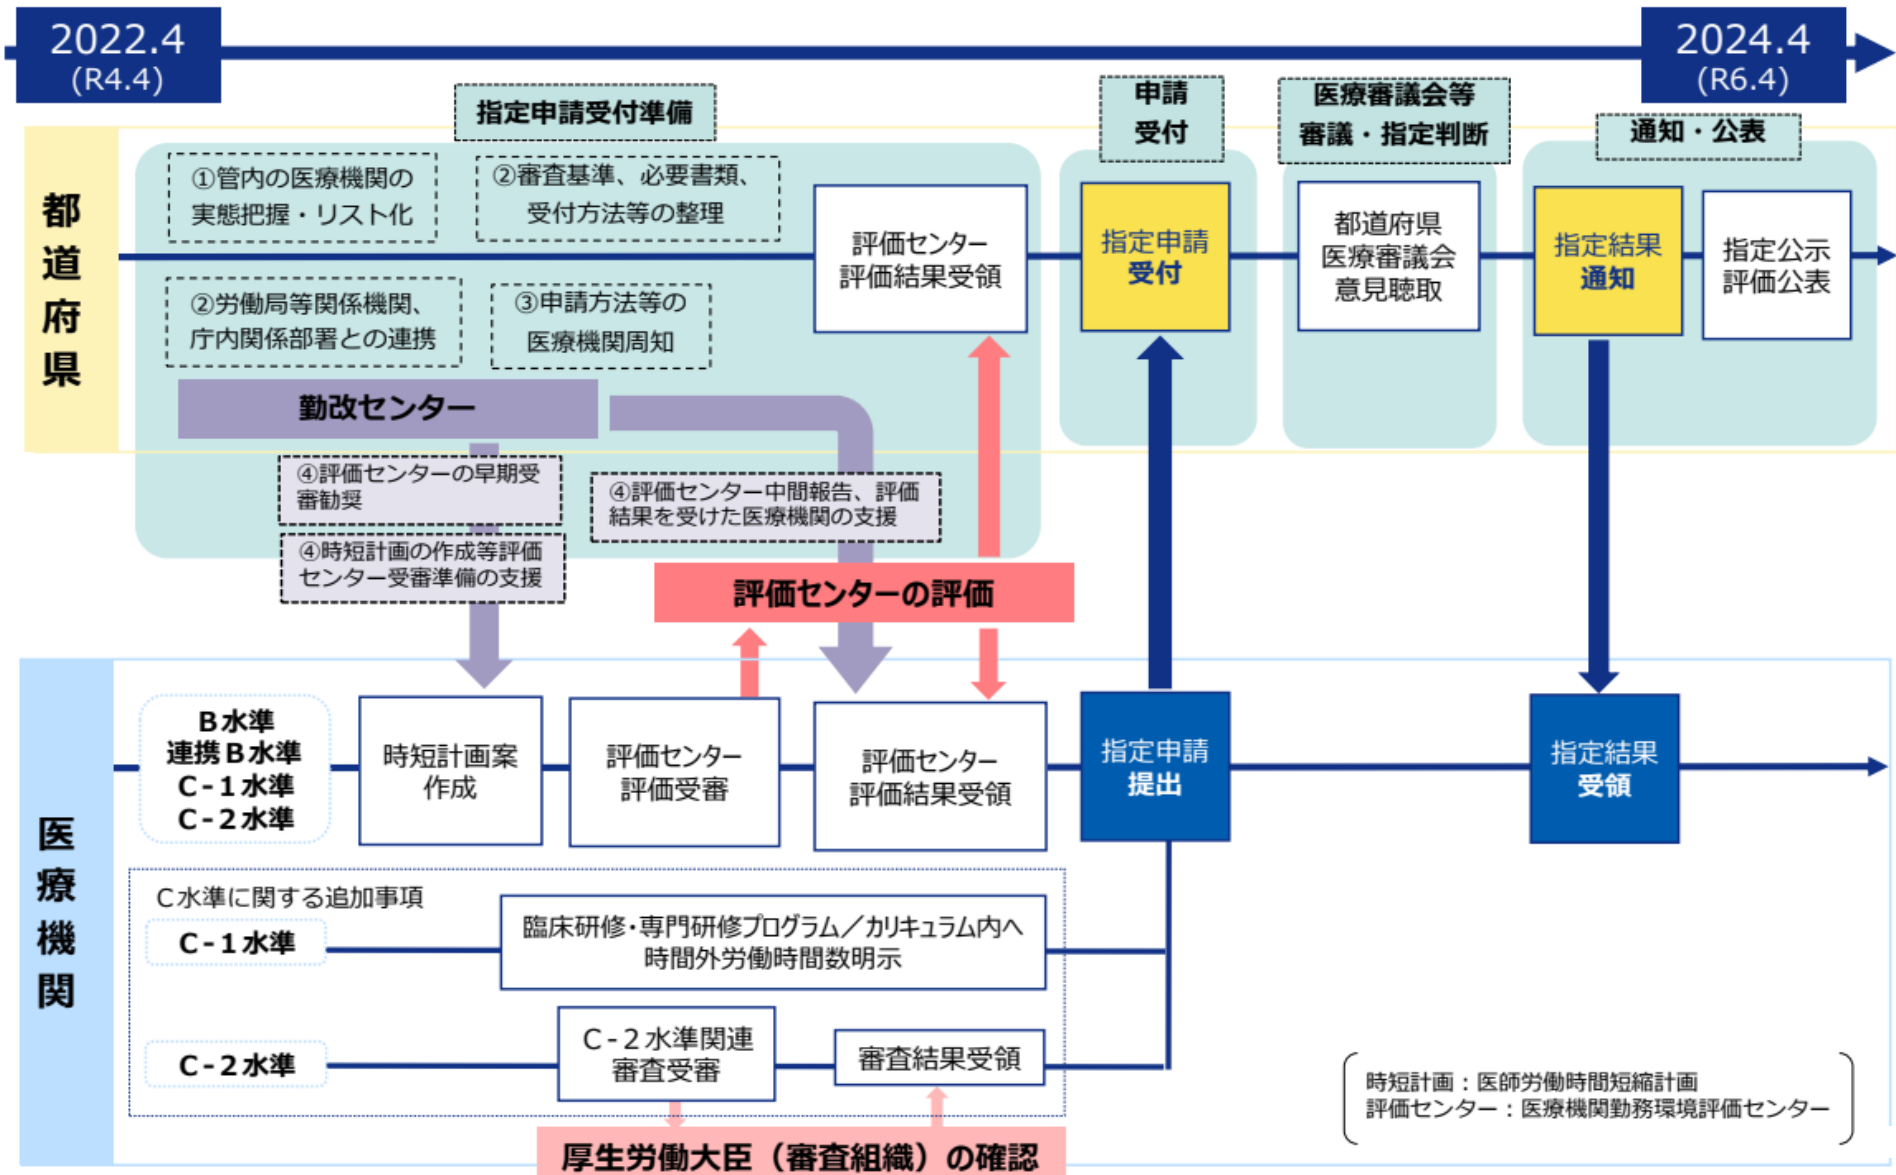 2022.4
(R4.4)
2024.4
(R6.4)
指定申請受付準備
申請
受付
医療審議会等
審議・指定判断
通知・公表
都道府県
①管内の医療機関の
実態把握・リスト化
②審査基準、必要書類、
受付方法等の整理
②労働局等関係機関、
庁内関係部署との連携
③申請方法等の
医療機関周知
評価センター
評価結果受領
指定申請
受付
都道府県
医療審議会
意見聴取
指定結果
通知
指定公示
評価公表
勤改センター
④評価センターの早期受
審勧奨
④時短計画の作成等評価
センター受審準備の支援
④評価センター中間報告、評価
結果を受けた医療機関の支援
評価センターの評価
医療機関
B水準
連携B水準
C-1水準
C-2水準
時短計画案
作成
評価センター
評価受審
評価センター
評価結果受領
指定申請
提出
指定結果
受領
C水準に関する追加事項
C-1水準
臨床研修・専門研修プログラム／カリキュラム内へ
時間外労働時間数明示
C-2水準
C-2水準関連
審査受審
審査結果受領
厚生労働大臣（審査組織）の確認
時短計画：医師労働時間短縮計画
評価センター：医療機関勤務環境評価センター